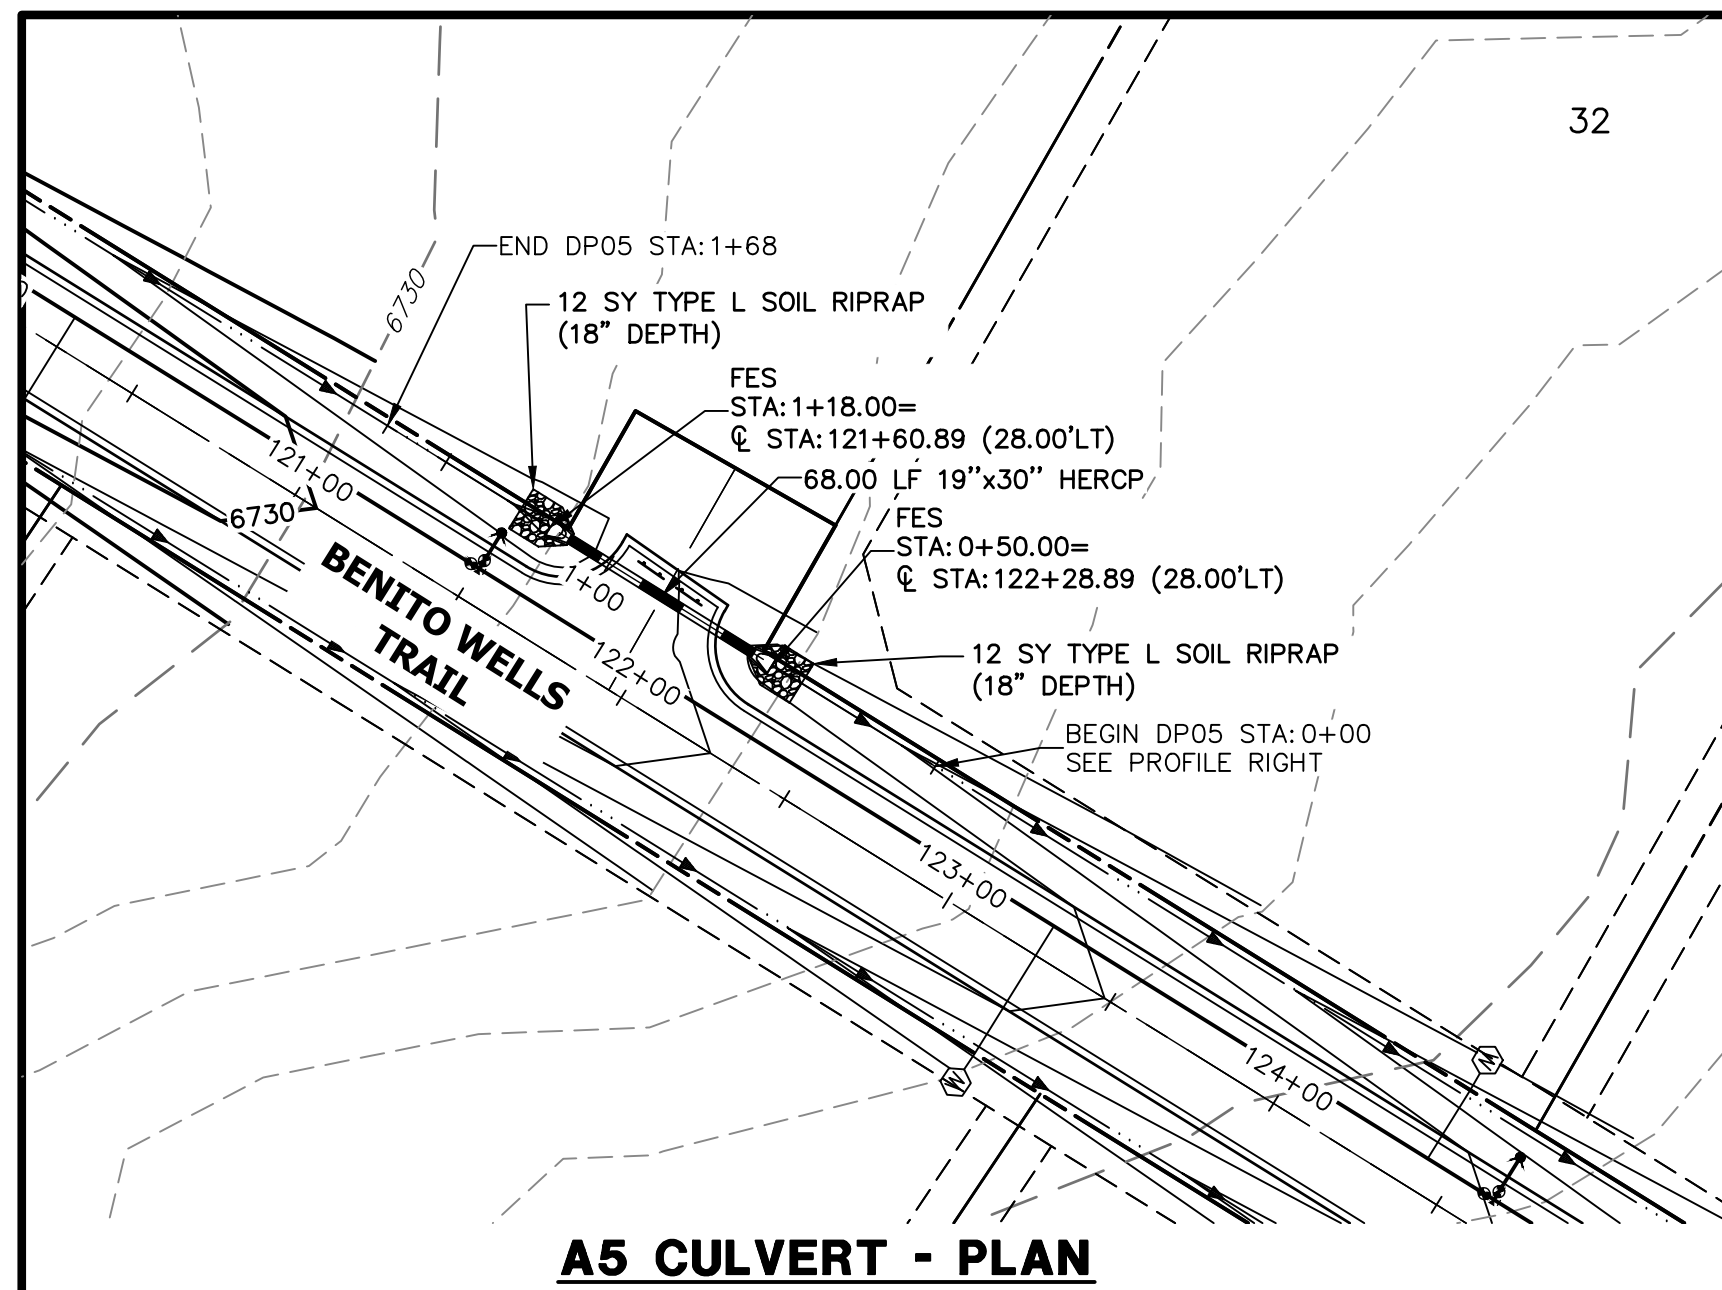 32
END DP05 STA:1+68
6730
12 SY TYPE L SOIL RIPRAP
(18" DEPTH)
FES
STA:1+18.00=
℄ STA:121+60.89 (28.00'LT)
68.00 LF 19"x30" HERCP
FES
STA:0+50.00=
℄ STA:122+28.89 (28.00'LT)
121+00
6730
1+00
BENITO WELLS
TRAIL
122+00
12 SY TYPE L SOIL RIPRAP
(18" DEPTH)
BEGIN DP05 STA:0+00
SEE PROFILE RIGHT
123+00
124+00
W
W
A5 CULVERT - PLAN